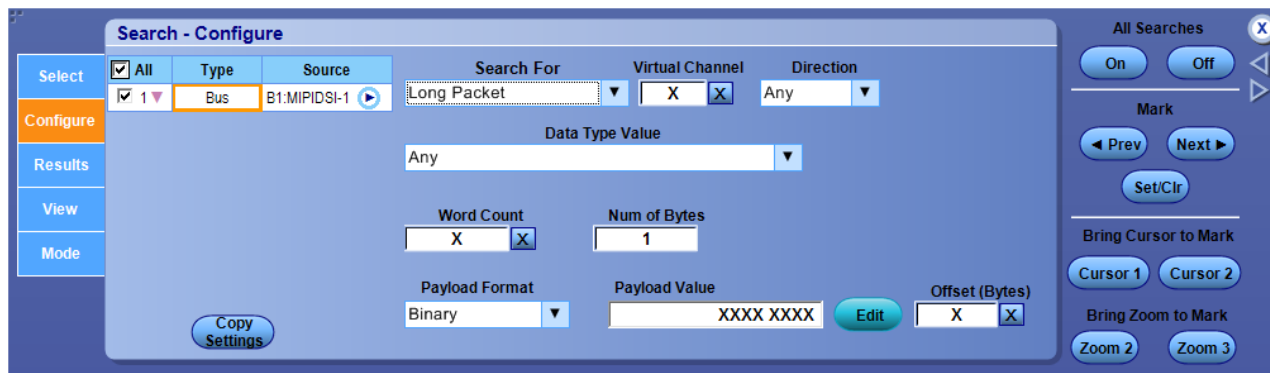 Search - Configure
All Searches
X
On
Off
Select
Configure
Results
View
Mode
All
Type
Source
1
Bus
B1:MIPIDSI-1
Search For
Virtual Channel
Direction
Long Packet
X
X
Any
Data Type Value
Any
Word Count
Num of Bytes
X
X
1
Payload Format
Payload Value
Offset (Bytes)
Binary
XXXX XXXX
Edit
X
X
Copy
Settings
Mark
◄ Prev
Next ►
Set/Clr
Bring Cursor to Mark
Cursor 1
Cursor 2
Bring Zoom to Mark
Zoom 2
Zoom 3